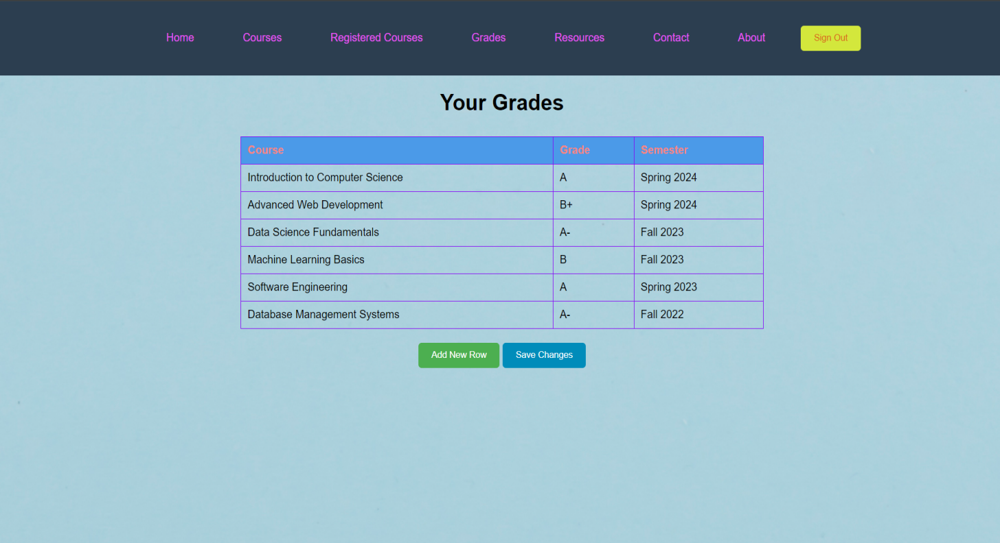 Home Courses Registered Courses Grades Resources Contact About Sign Out
Your Grades
Course Grade Semester
Introduction to Computer Science A Spring 2024
Advanced Web Development B+ Spring 2024
Data Science Fundamentals A- Fall 2023
Machine Learning Basics B Fall 2023
Software Engineering A Spring 2023
Database Management Systems A- Fall 2022
Add New Row Save Changes